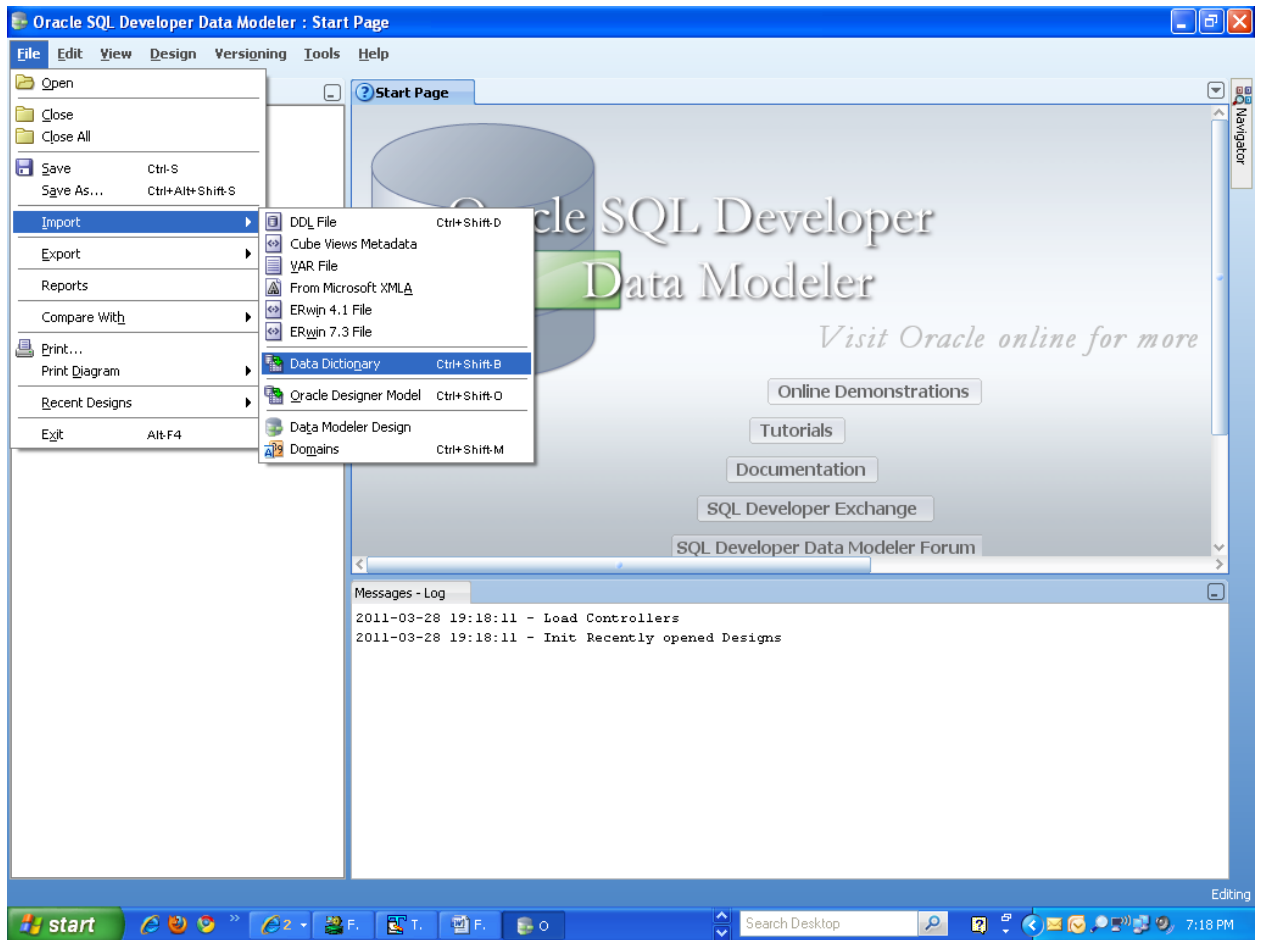 Oracle SQL Developer Data Modeler : Start Page
File Edit View Design Versioning Tools Help
Open
Close
Close All
Save Ctrl-S
Save As... Ctrl+Alt+Shift-S
Import
Export
Reports
Compare With
Print...
Print Diagram
Recent Designs
Exit Alt-F4
DDL File Ctrl+Shift-D
Cube Views Metadata
VAR File
From Microsoft XMLA
ERwin 4.1 File
ERwin 7.3 File
Data Dictionary Ctrl+Shift-B
Oracle Designer Model Ctrl+Shift-O
Data Modeler Design
Domains Ctrl+Shift-M
Start Page
Navigator
Oracle SQL Developer
Data Modeler
Visit Oracle online for more
Online Demonstrations
Tutorials
Documentation
SQL Developer Exchange
SQL Developer Data Modeler Forum
Messages - Log
2011-03-28 19:18:11 - Load Controllers
2011-03-28 19:18:11 - Init Recently opened Designs
Editing
start 2 F. T. F. O Search Desktop 7:18 PM